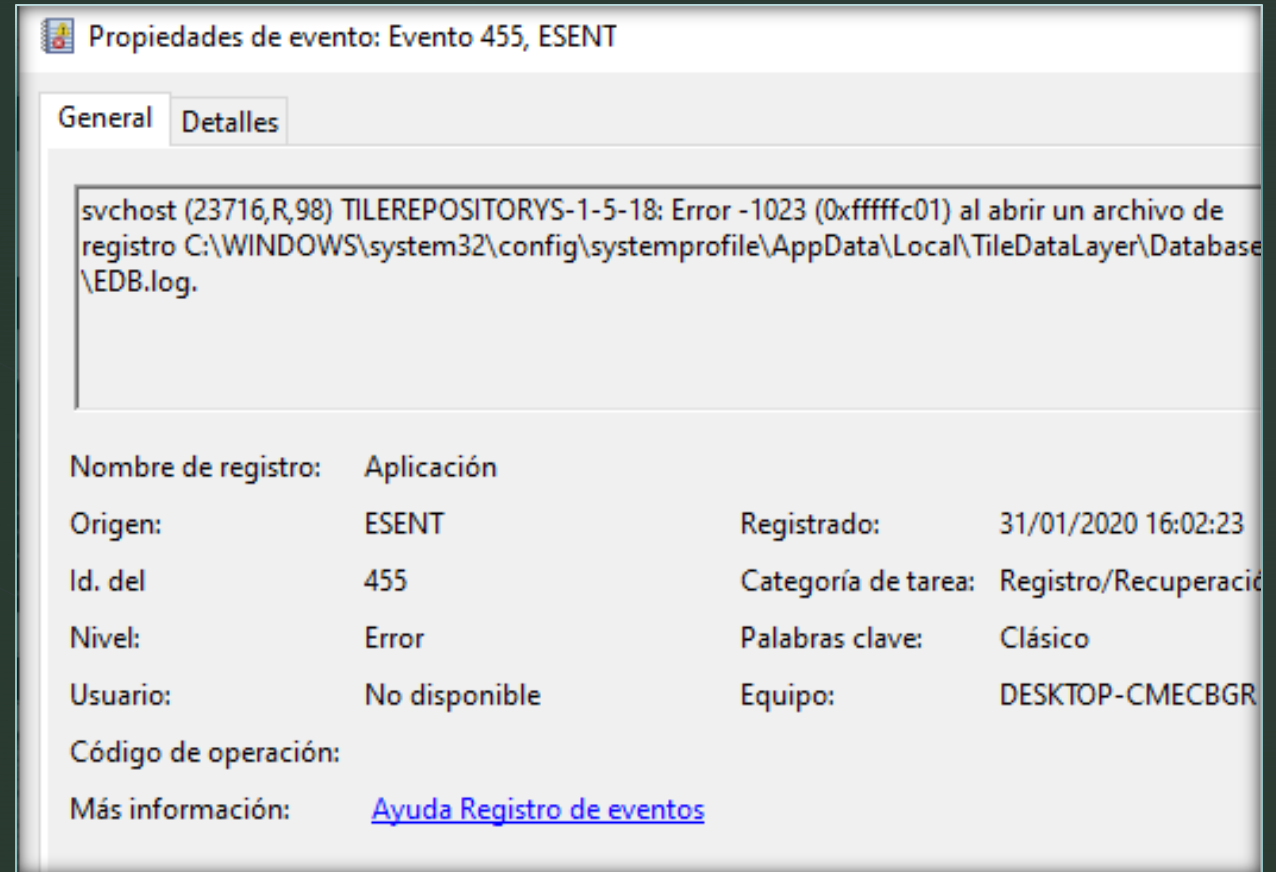 Propiedades de evento: Evento 455, ESENT
General Detalles
svchost (23716,R,98) TILEREPOSITORYS-1-5-18: Error -1023 (0xfffffc01) al abrir un archivo de
registro C:\WINDOWS\system32\config\systemprofile\AppData\Local\TileDataLayer\Database
\EDB.log.
Nombre de registro: Aplicación
Origen: ESENT Registrado: 31/01/2020 16:02:23
Id. del 455 Categoría de tarea: Registro/Recuperació
Nivel: Error Palabras clave: Clásico
Usuario: No disponible Equipo: DESKTOP-CMECBGR
Código de operación:
Más información: Ayuda Registro de eventos